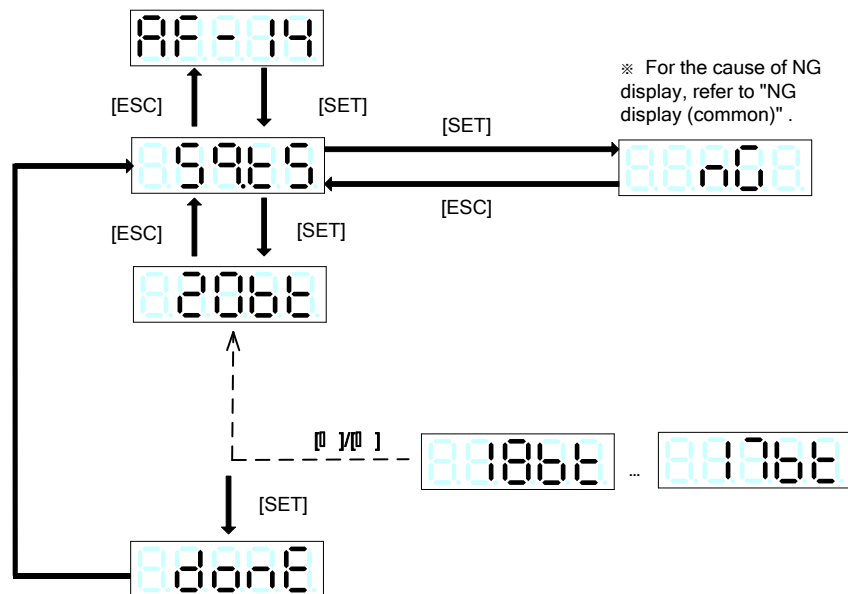 AF-14
※ For the cause of NG
display, refer to "NG
display (common)" .
[ESC]
[SET]
[SET]
S9.tS
nG
[ESC]
[ESC]
[SET]
20bt
[ ]/[ ]
18bt
...
17bt
[SET]
donE